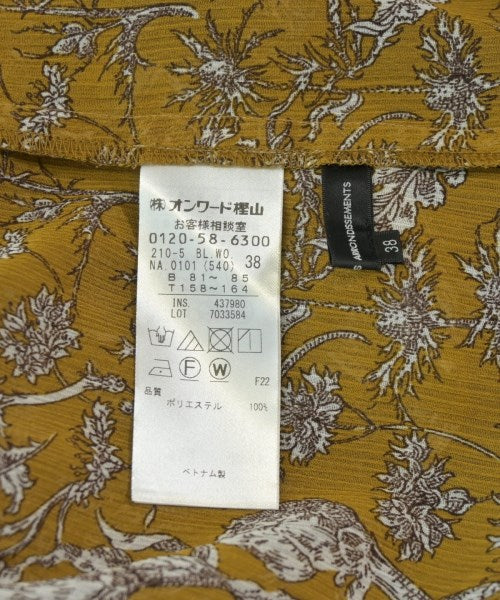 (株)オンワード樫山
お客様相談室
0120-58-6300
210-5 BL.WO.
NA.0101 (540) 38
B 81～ 85
T158～164
INS. 437980
LOT 7033584
F
W
F22
品質
ポリエステル 100%
ベトナム製
ARRONDISSEMENTS
38